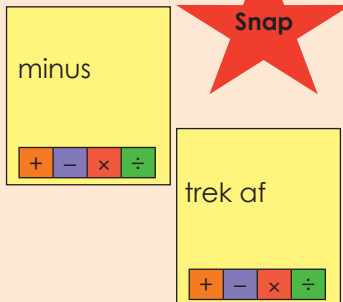 Snap
minus
+ − × ÷
trek af
+ − × ÷